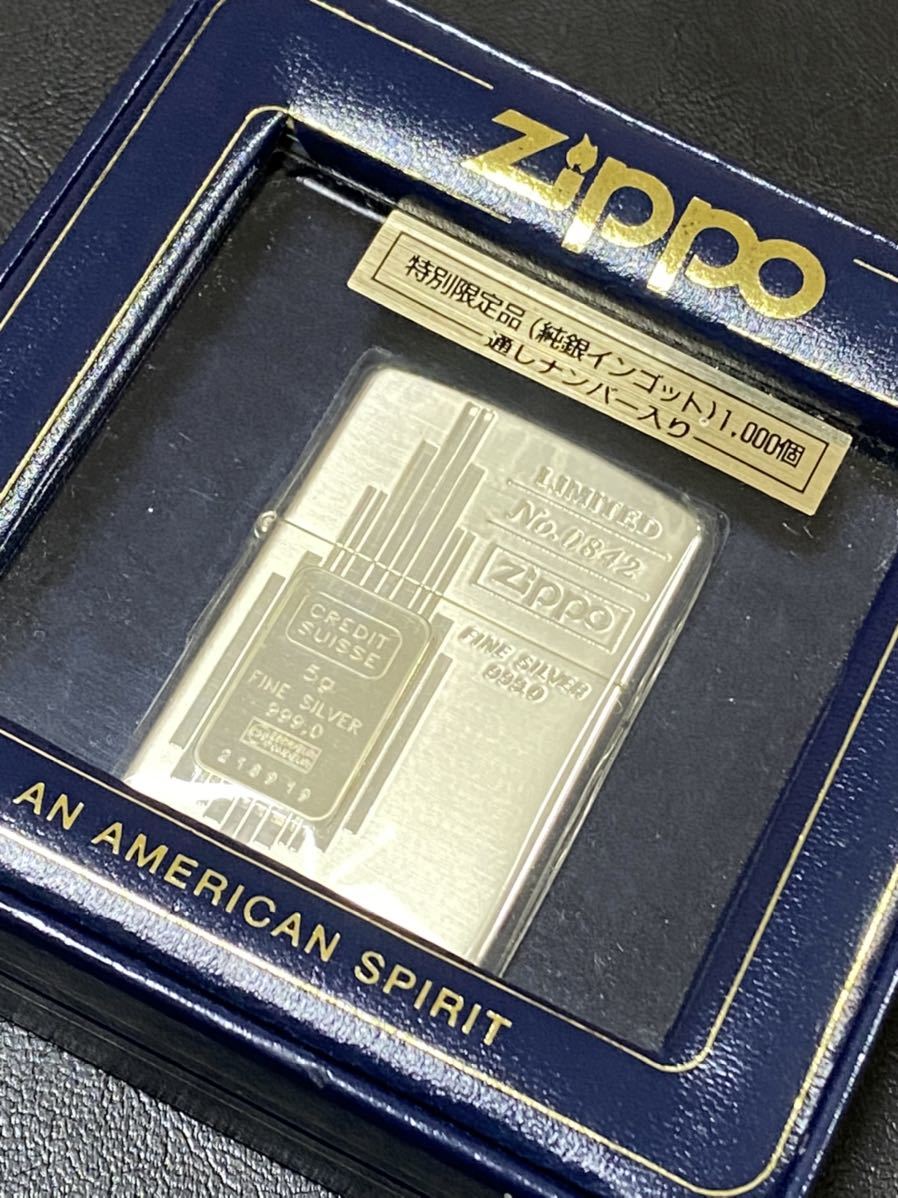 zippo
特別限定品(純銀インゴット)1,000個
通しナンバー入り
LIMITED
No.0842
Zippo
FINE SILVER
999.0
CREDIT
SUISSE
5g
FINE SILVER
999,0
218919
AN AMERICAN SPIRIT